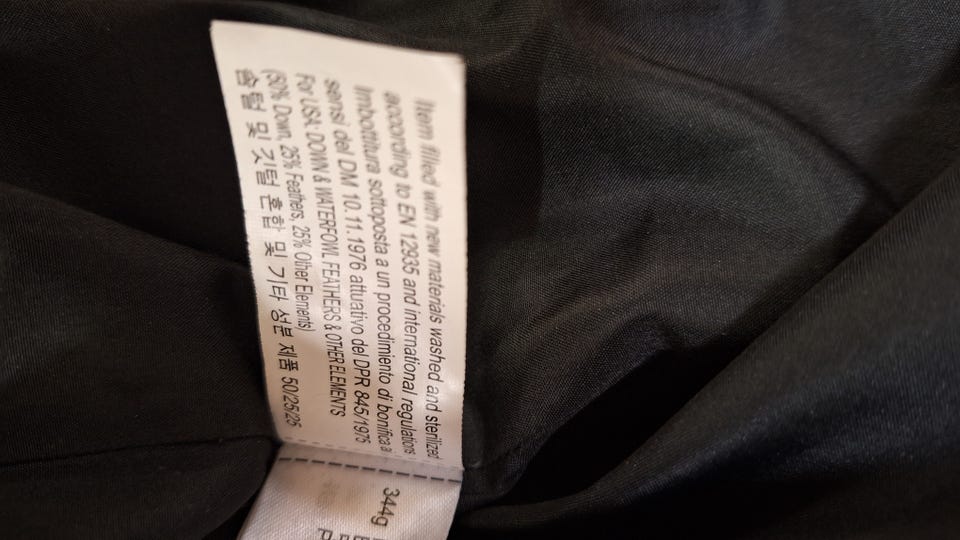 Item filled with new materials washed and sterilized
according to EN 12935 and international regulations
Imbottitura sottoposta a un procedimento di bonifica ai
sensi del DM 10.11.1976 attuativo del DPR 845/1975
For USA: DOWN & WATERFOWL FEATHERS & OTHER ELEMENTS
(50% Down, 25% Feathers, 25% Other Elements)
솜털 및 깃털 혼합 및 기타 성분 제품 50/25/25
344g